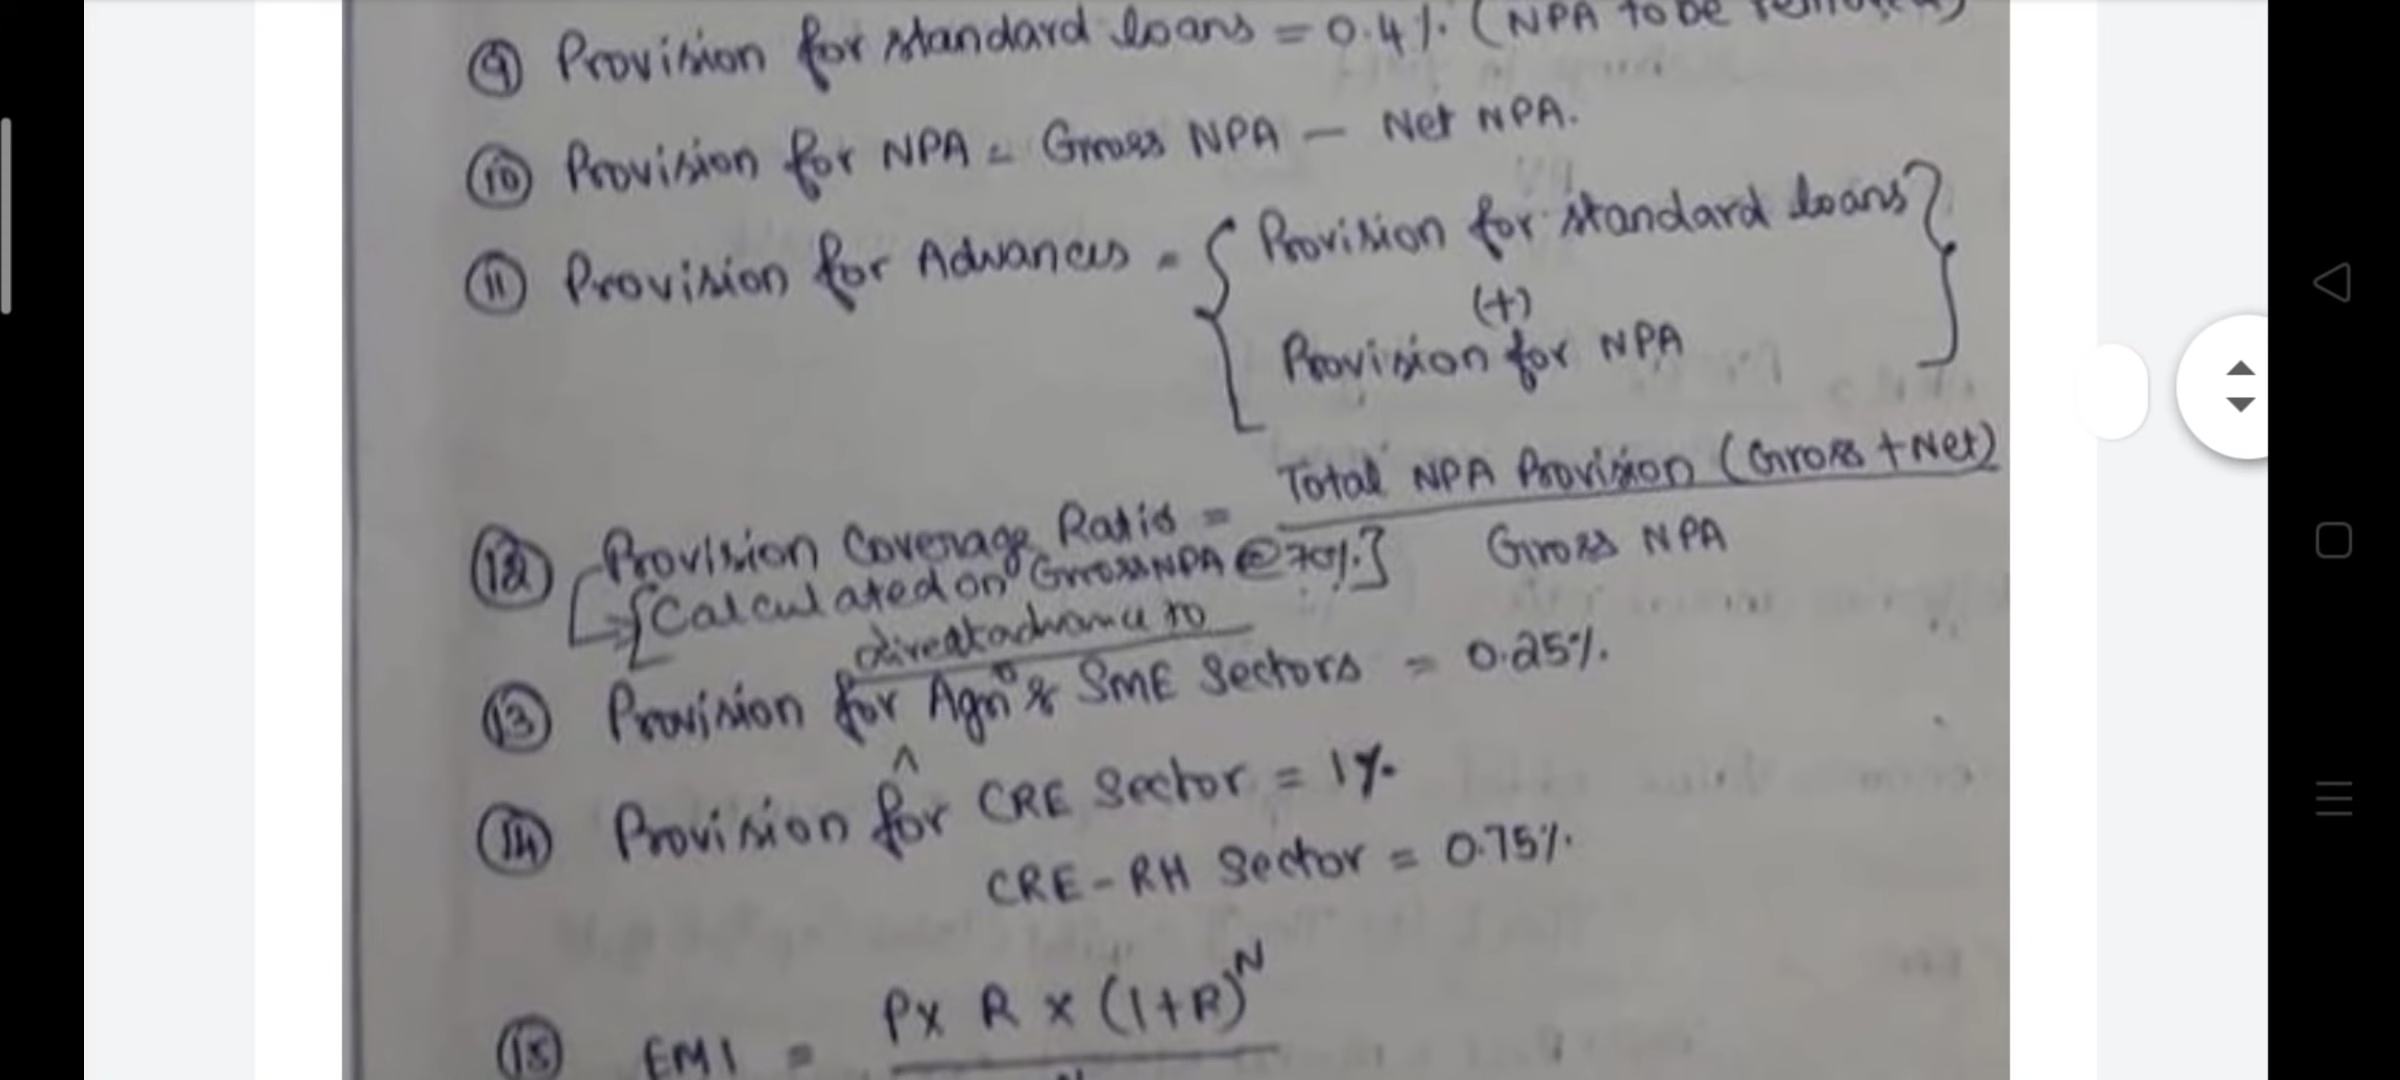 ⑨ Provision for standard loans = 0.4%. (NPA to be removed)
⑩ Provision for NPA = Gross NPA - Net NPA.
⑪ Provision for Advances = { Provision for standard loans }
(+)
Provision for NPA
⑫ Provision Coverage Ratio = Total NPA Provision (Gross + Net)
Gross NPA
{Calculated on Gross NPA @ 70%.]
direct advance to
⑬ Provision for Agri & SME Sectors = 0.25%.
^
⑭ Provision for CRE Sector = 1%.
CRE-RH Sector = 0.75%.
⑮ EMI = P x R x (1+R)^N